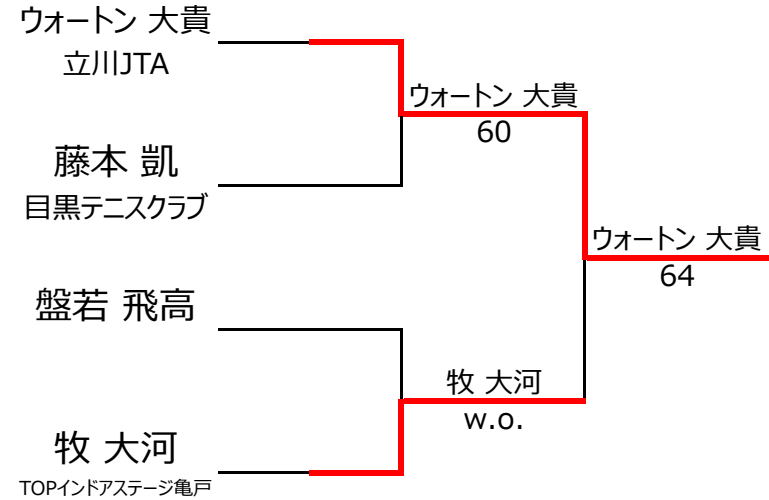 ウォートン 大貴
立川JTA
ウォートン 大貴
60
藤本 凱
目黒テニスクラブ
ウォートン 大貴
64
盤若 飛高
牧 大河
w.o.
牧 大河
TOPインドアステージ亀戸